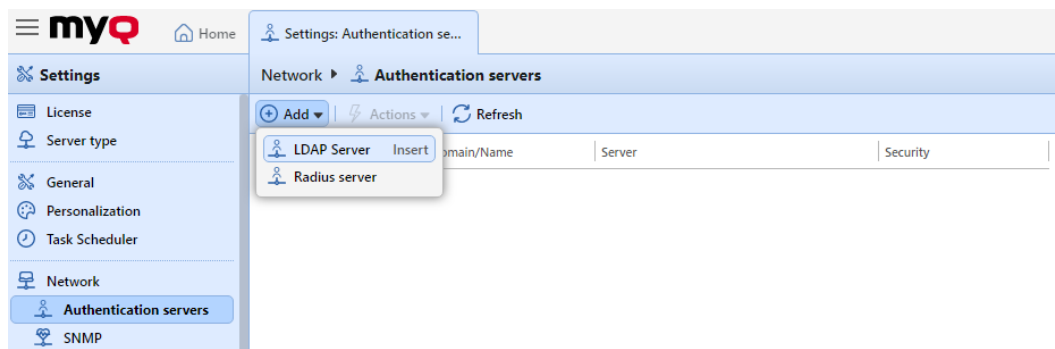 myQ
Home
Settings: Authentication se...
Settings
Network
Authentication servers
License
Server type
General
Personalization
Task Scheduler
Network
Authentication servers
SNMP
Add
Actions
Refresh
LDAP Server Insert
Radius server
omain/Name
Server
Security